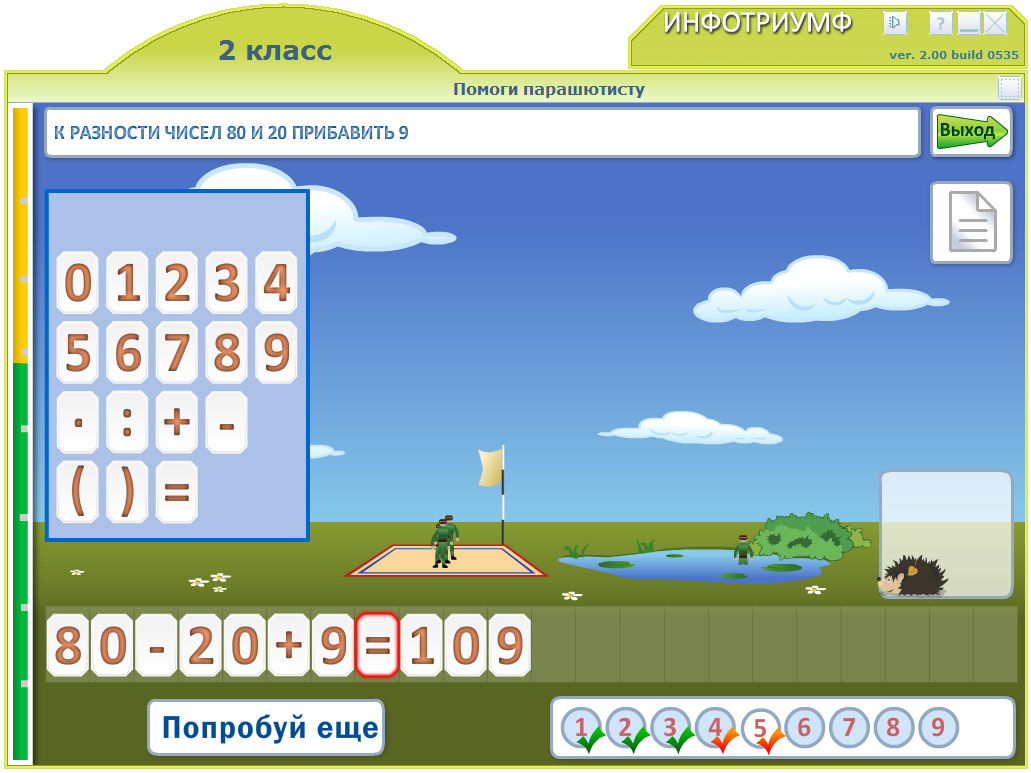 ИНФОТРИУМФ
?
2 класс
ver. 2.00 build 0535
Помоги парашютисту
К РАЗНОСТИ ЧИСЕЛ 80 И 20 ПРИБАВИТЬ 9
Выход
0 1 2 3 4
5 6 7 8 9
· : + -
( ) =
80-20+9=109
Попробуй еще
1 2 3 4 5 6 7 8 9